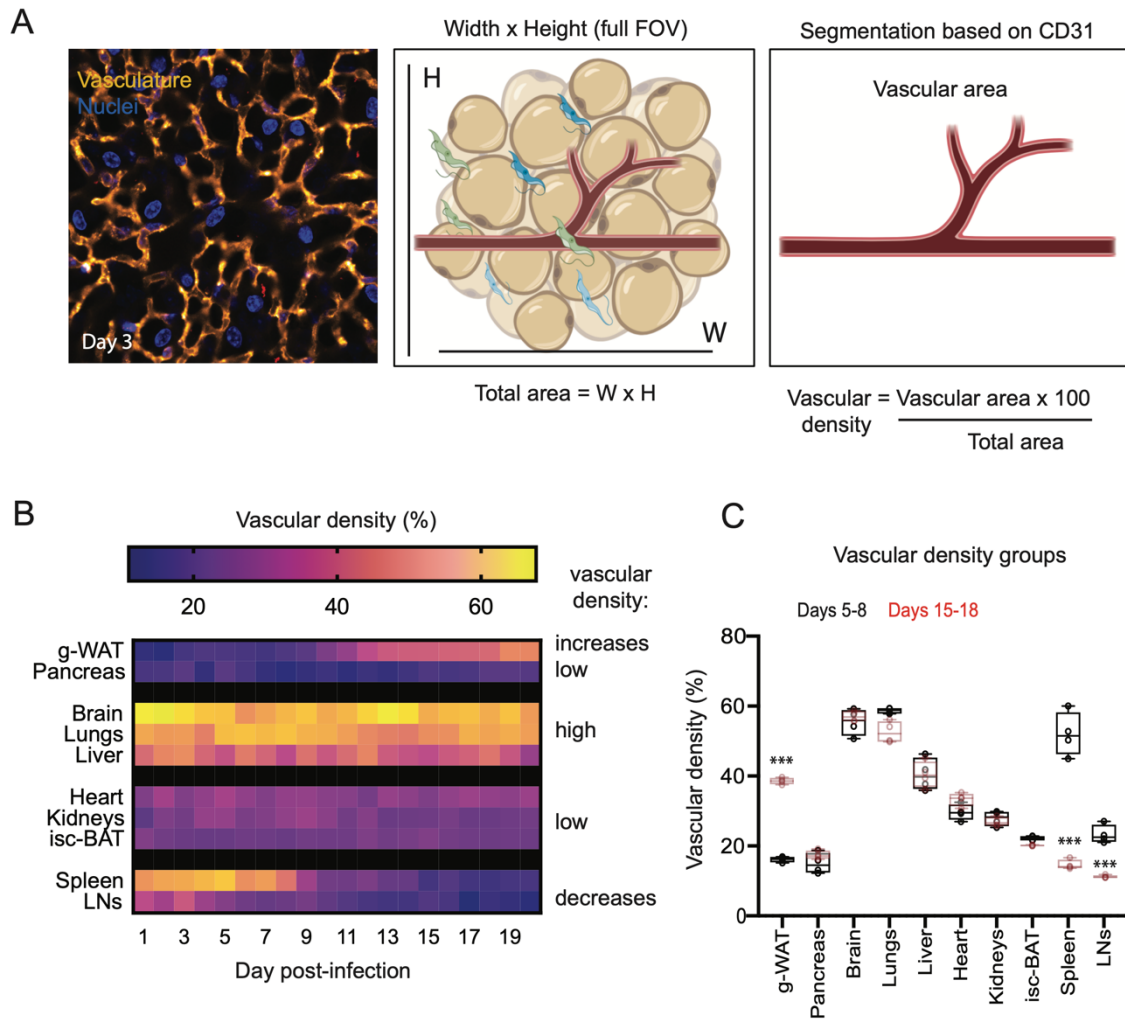 A
Vasculature
Nuclei
Day 3
Width x Height (full FOV)
H
W
Total area = W x H
Segmentation based on CD31
Vascular area
Vascular = Vascular area x 100
density
Total area
B
Vascular density (%)
20 40 60
vascular
density:
g-WAT
Pancreas
Brain
Lungs
Liver
Heart
Kidneys
isc-BAT
Spleen
LNs
increases
low
high
low
decreases
1 3 5 7 9 11 13 15 17 19
Day post-infection
C
Vascular density groups
Days 5-8 Days 15-18
Vascular density (%)
80
60
40
20
0
***
***
***
g-WAT
Pancreas
Brain
Lungs
Liver
Heart
Kidneys
isc-BAT
Spleen
LNs